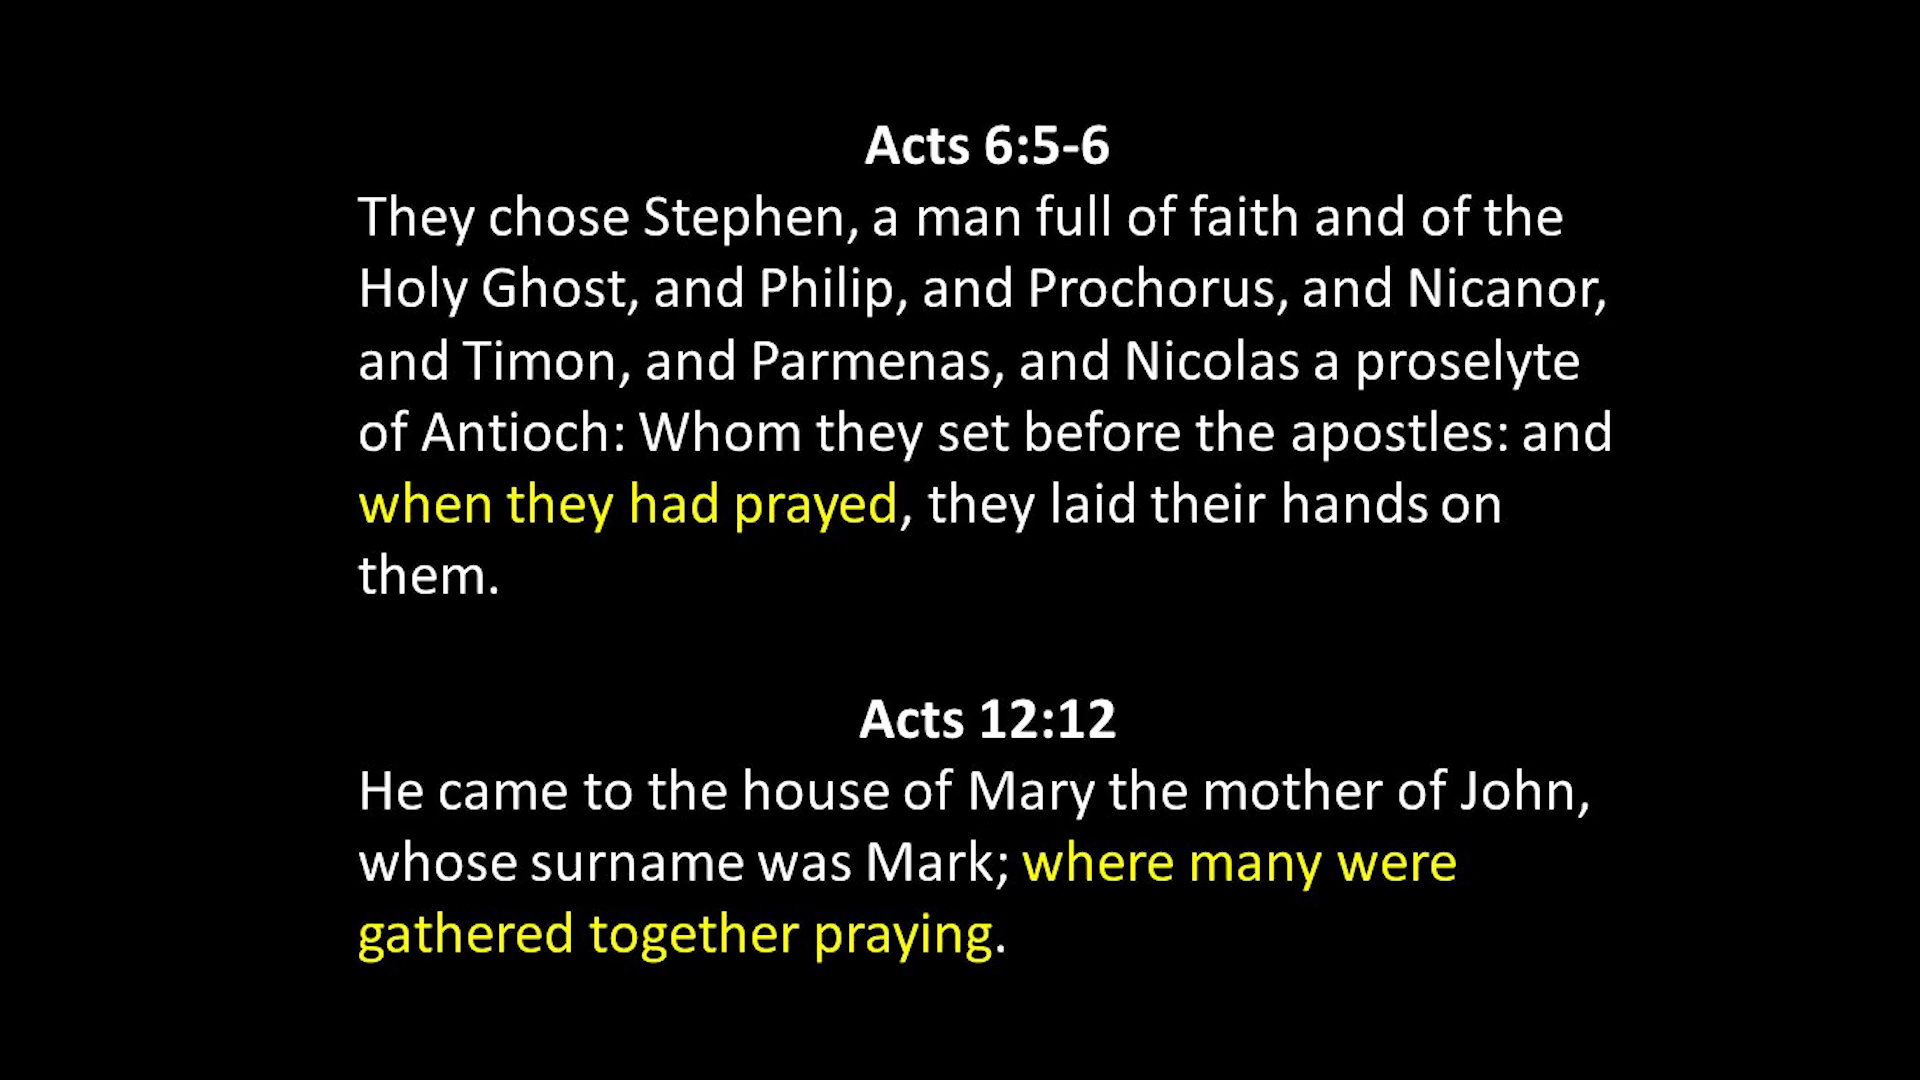 Acts 6:5-6
They chose Stephen, a man full of faith and of the
Holy Ghost, and Philip, and Prochorus, and Nicanor,
and Timon, and Parmenas, and Nicolas a proselyte
of Antioch: Whom they set before the apostles: and
when they had prayed, they laid their hands on
them.
Acts 12:12
He came to the house of Mary the mother of John,
whose surname was Mark; where many were
gathered together praying.